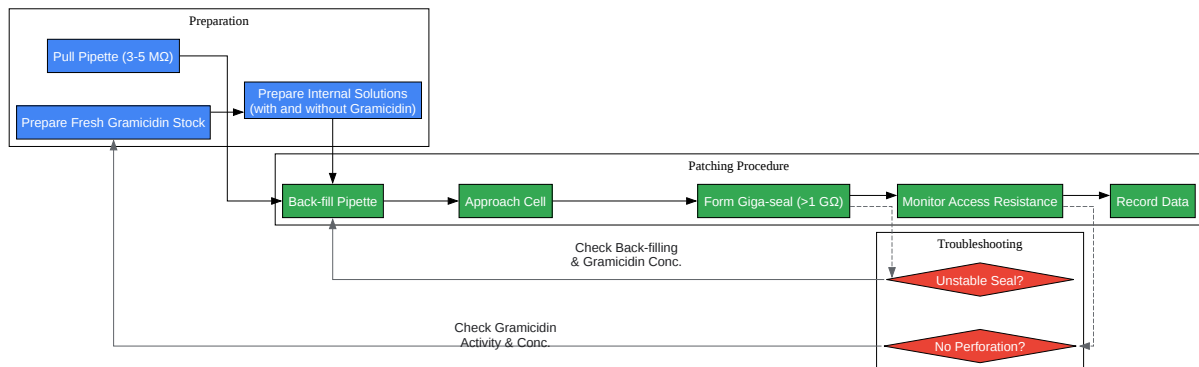 Preparation
Pull Pipette (3-5 MΩ)
Prepare Internal Solutions
(with and without Gramicidin)
Prepare Fresh Gramicidin Stock
Patching Procedure
Back-fill Pipette
Approach Cell
Form Giga-seal (>1 GΩ)
Monitor Access Resistance
Record Data
Check Back-filling
& Gramicidin Conc.
Troubleshooting
Unstable Seal?
Check Gramicidin
Activity & Conc.
No Perforation?